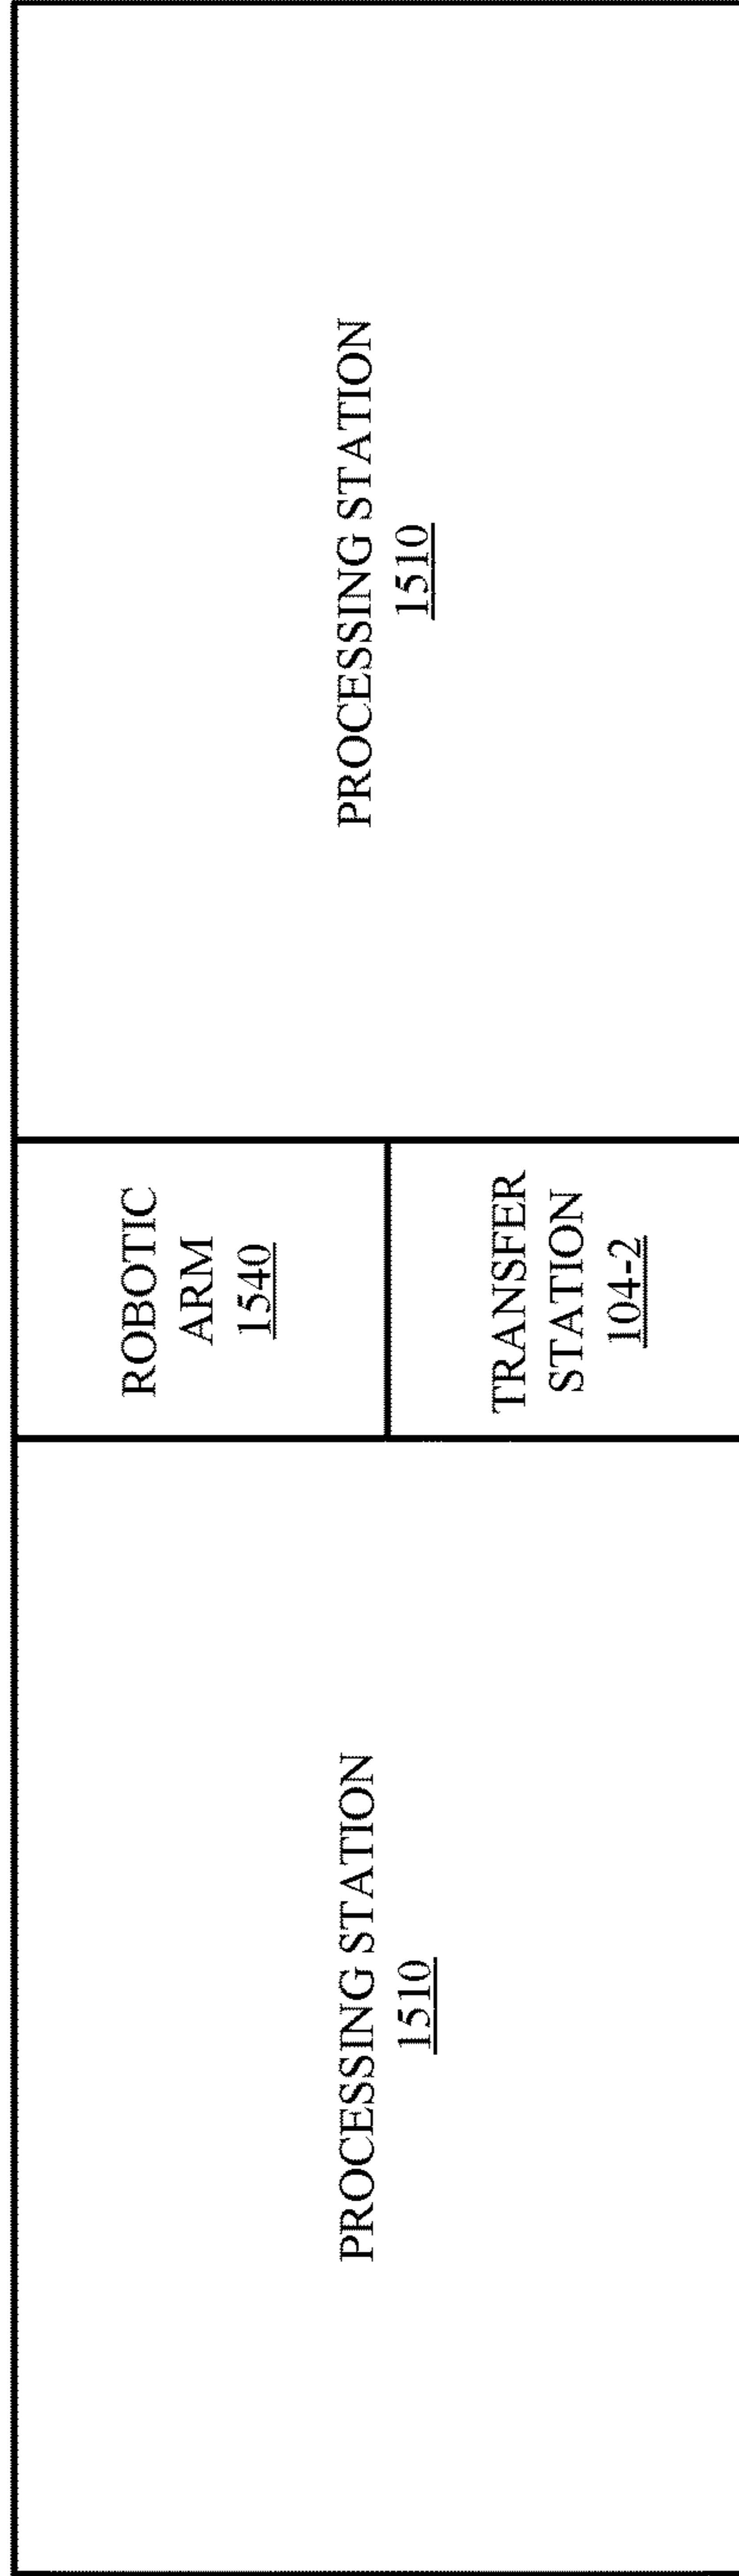 PROCESSING STATION
1510
ROBOTIC
ARM
1540
TRANSFER
STATION
104-2
PROCESSING STATION
1510